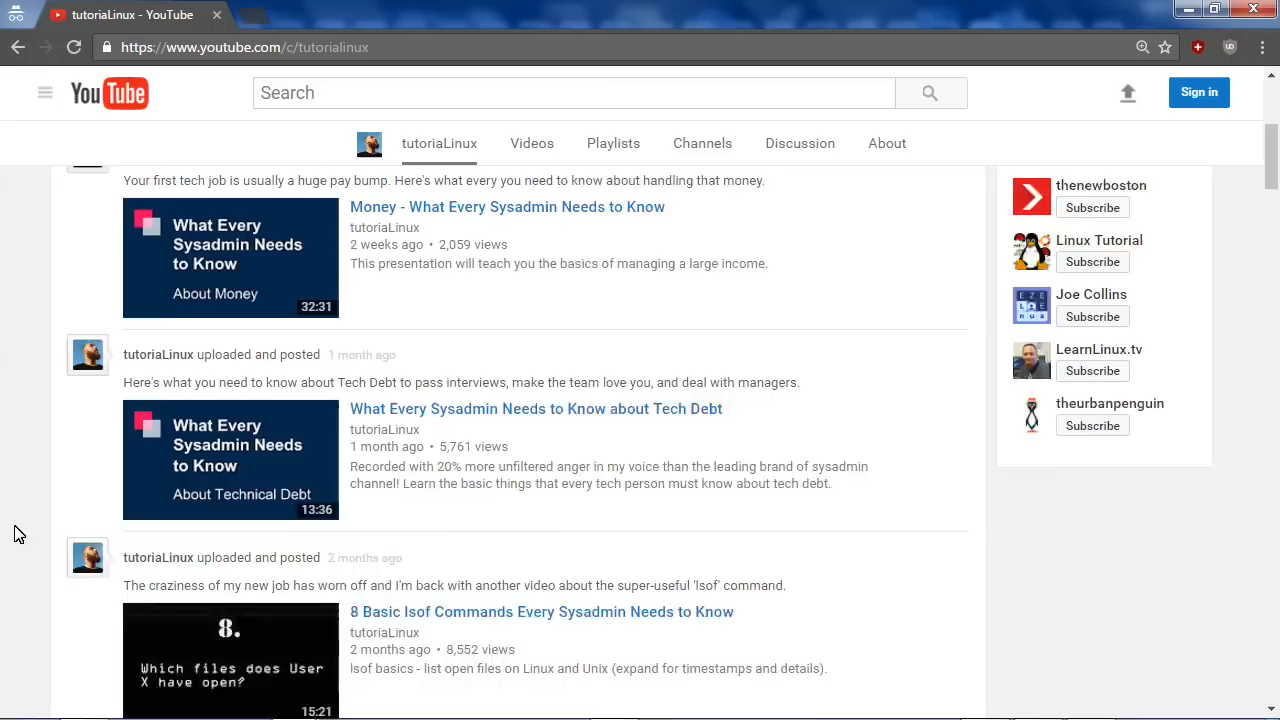 tutoriaLinux - YouTube
https://www.youtube.com/c/tutorialinux
YouTube
Search
Sign in
tutoriaLinux Videos Playlists Channels Discussion About
Your first tech job is usually a huge pay bump. Here's what every you need to know about handling that money.
What Every
Sysadmin Needs
to Know
About Money
32:31
Money - What Every Sysadmin Needs to Know
tutoriaLinux
2 weeks ago • 2,059 views
This presentation will teach you the basics of managing a large income.
tutoriaLinux uploaded and posted 1 month ago
Here's what you need to know about Tech Debt to pass interviews, make the team love you, and deal with managers.
What Every
Sysadmin Needs
to Know
About Technical Debt
13:36
What Every Sysadmin Needs to Know about Tech Debt
tutoriaLinux
1 month ago • 5,761 views
Recorded with 20% more unfiltered anger in my voice than the leading brand of sysadmin
channel! Learn the basic things that every tech person must know about tech debt.
tutoriaLinux uploaded and posted 2 months ago
The craziness of my new job has worn off and I'm back with another video about the super-useful 'lsof' command.
8.
Which files does User
X have open?
15:21
8 Basic lsof Commands Every Sysadmin Needs to Know
tutoriaLinux
2 months ago • 8,552 views
lsof basics - list open files on Linux and Unix (expand for timestamps and details).
thenewboston
Subscribe
Linux Tutorial
Subscribe
Joe Collins
Subscribe
LearnLinux.tv
Subscribe
theurbanpenguin
Subscribe